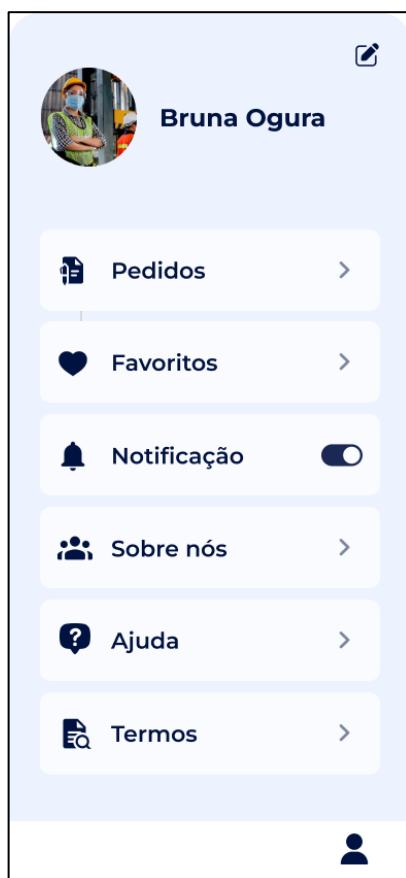 Bruna Ogura
Pedidos
Favoritos
Notificação
Sobre nós
Ajuda
Termos